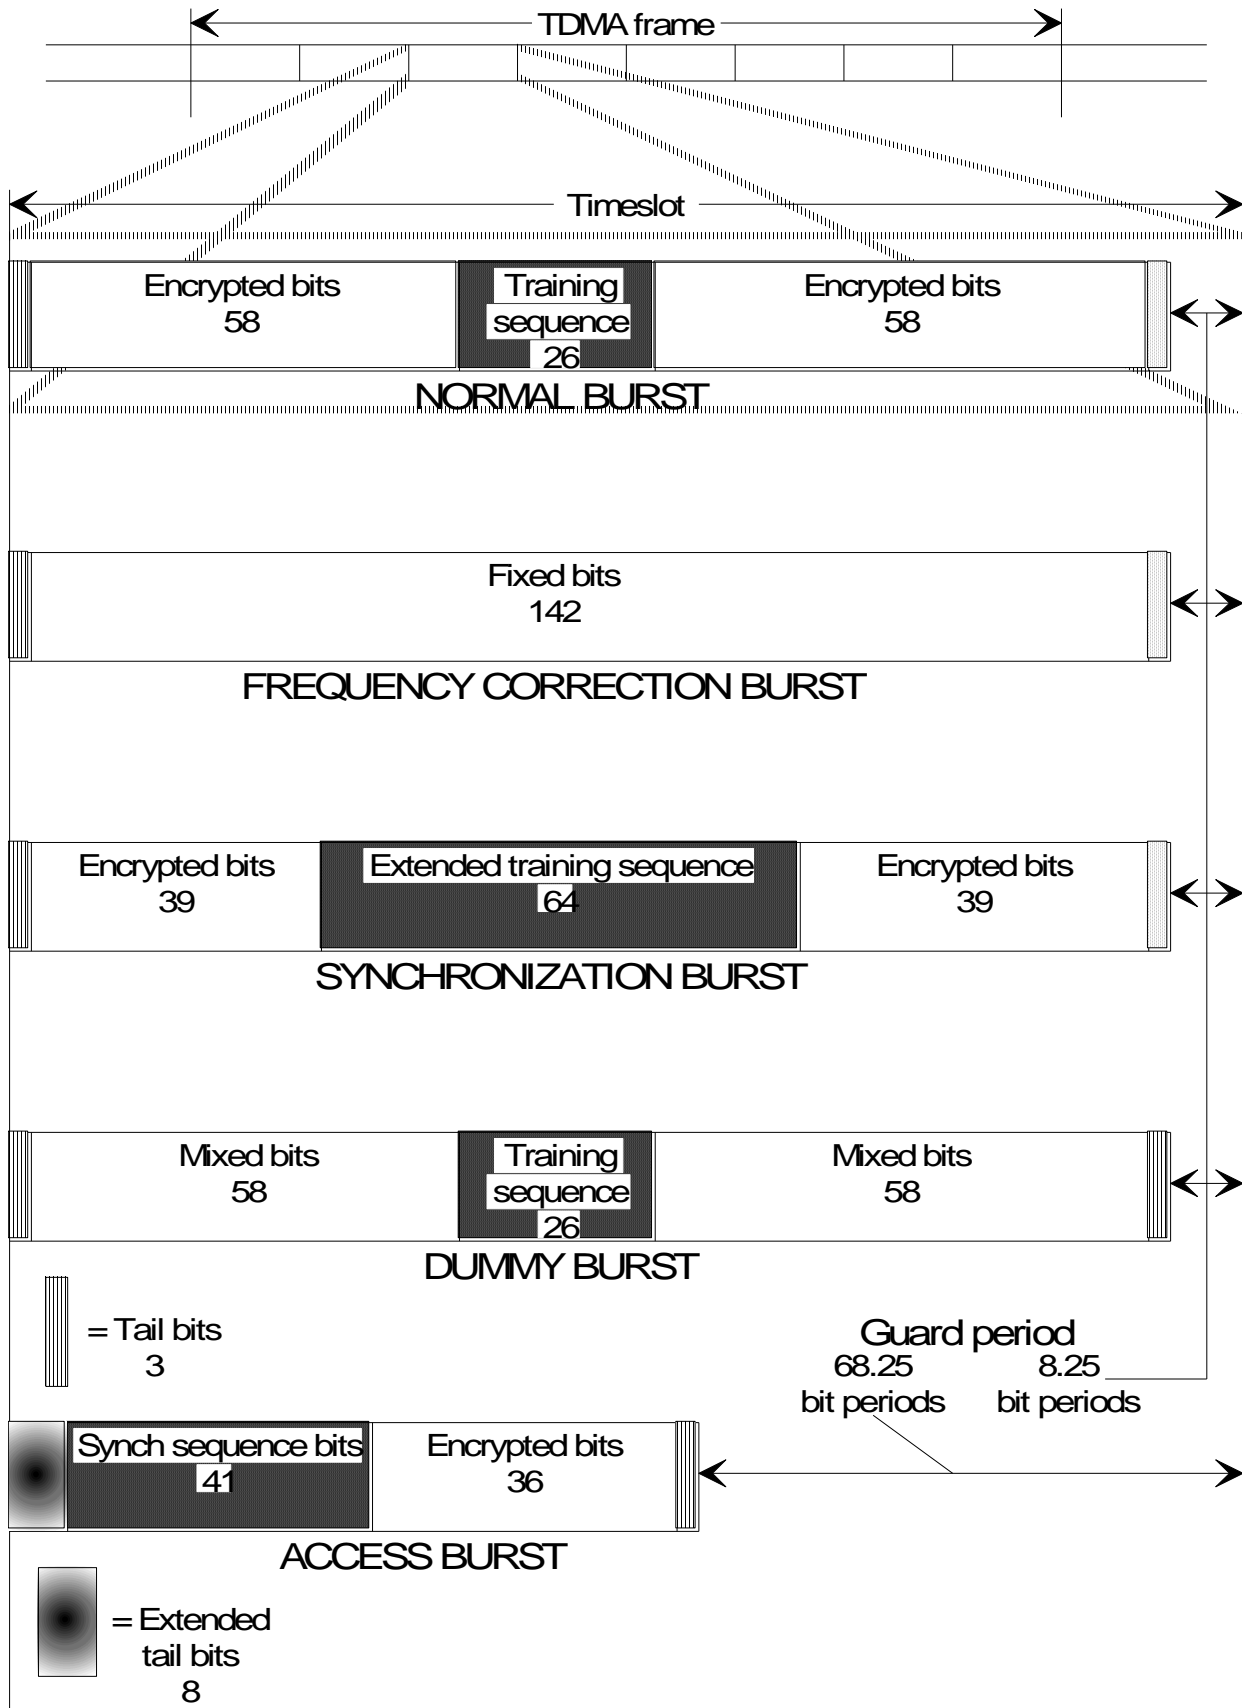 TDMA frame
Timeslot
Encrypted bits
58
Training
sequence
26
Encrypted bits
58
NORMAL BURST
Fixed bits
142
FREQUENCY CORRECTION BURST
Encrypted bits
39
Extended training sequence
64
Encrypted bits
39
SYNCHRONIZATION BURST
Mixed bits
58
Training
sequence
26
Mixed bits
58
DUMMY BURST
= Tail bits
3
Guard period
68.25
bit periods
8.25
bit periods
Synch sequence bits
41
Encrypted bits
36
ACCESS BURST
= Extended
tail bits
8